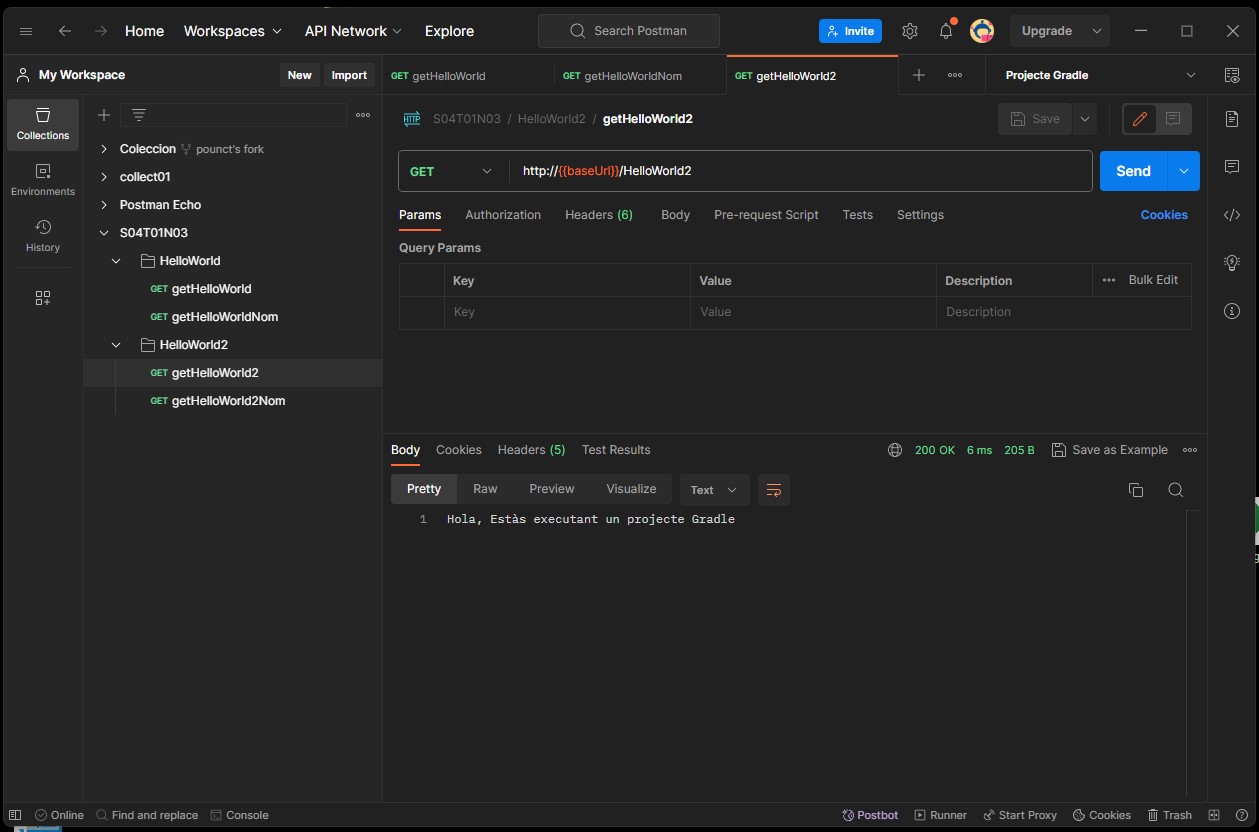 Home Workspaces API Network Explore Search Postman Invite Upgrade
My Workspace New Import GET getHelloWorld GET getHelloWorldNom GET getHelloWorld2 Projecte Gradle
Collections
Environments
History
Coleccion pounct's fork
collect01
Postman Echo
S04T01N03
HelloWorld
GET getHelloWorld
GET getHelloWorldNom
HelloWorld2
GET getHelloWorld2
GET getHelloWorld2Nom
HTTP S04T01N03 / HelloWorld2 / getHelloWorld2 Save
GET http://{{baseUrl}}/HelloWorld2 Send
Params Authorization Headers (6) Body Pre-request Script Tests Settings Cookies
Query Params
Key Value Description Bulk Edit
Key Value Description
Body Cookies Headers (5) Test Results 200 OK 6 ms 205 B Save as Example
Pretty Raw Preview Visualize Text
1 Hola, Estàs executant un projecte Gradle
Online Find and replace Console Postbot Runner Start Proxy Cookies Trash